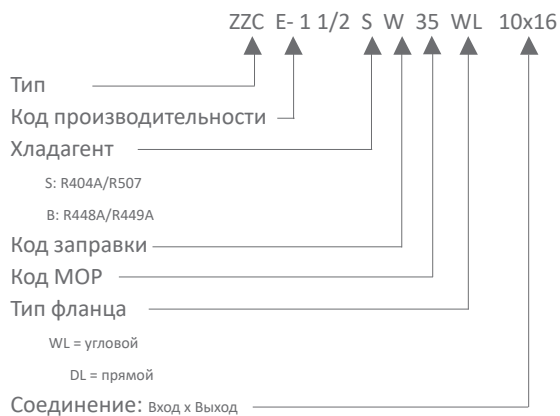 ZZC E- 1 1/2 S W 35 WL 10x16
Тип
Код производительности
Хладагент
S: R404A/R507
B: R448A/R449A
Код заправки
Код МОР
Тип фланца
WL = угловой
DL = прямой
Соединение: Вход х Выход